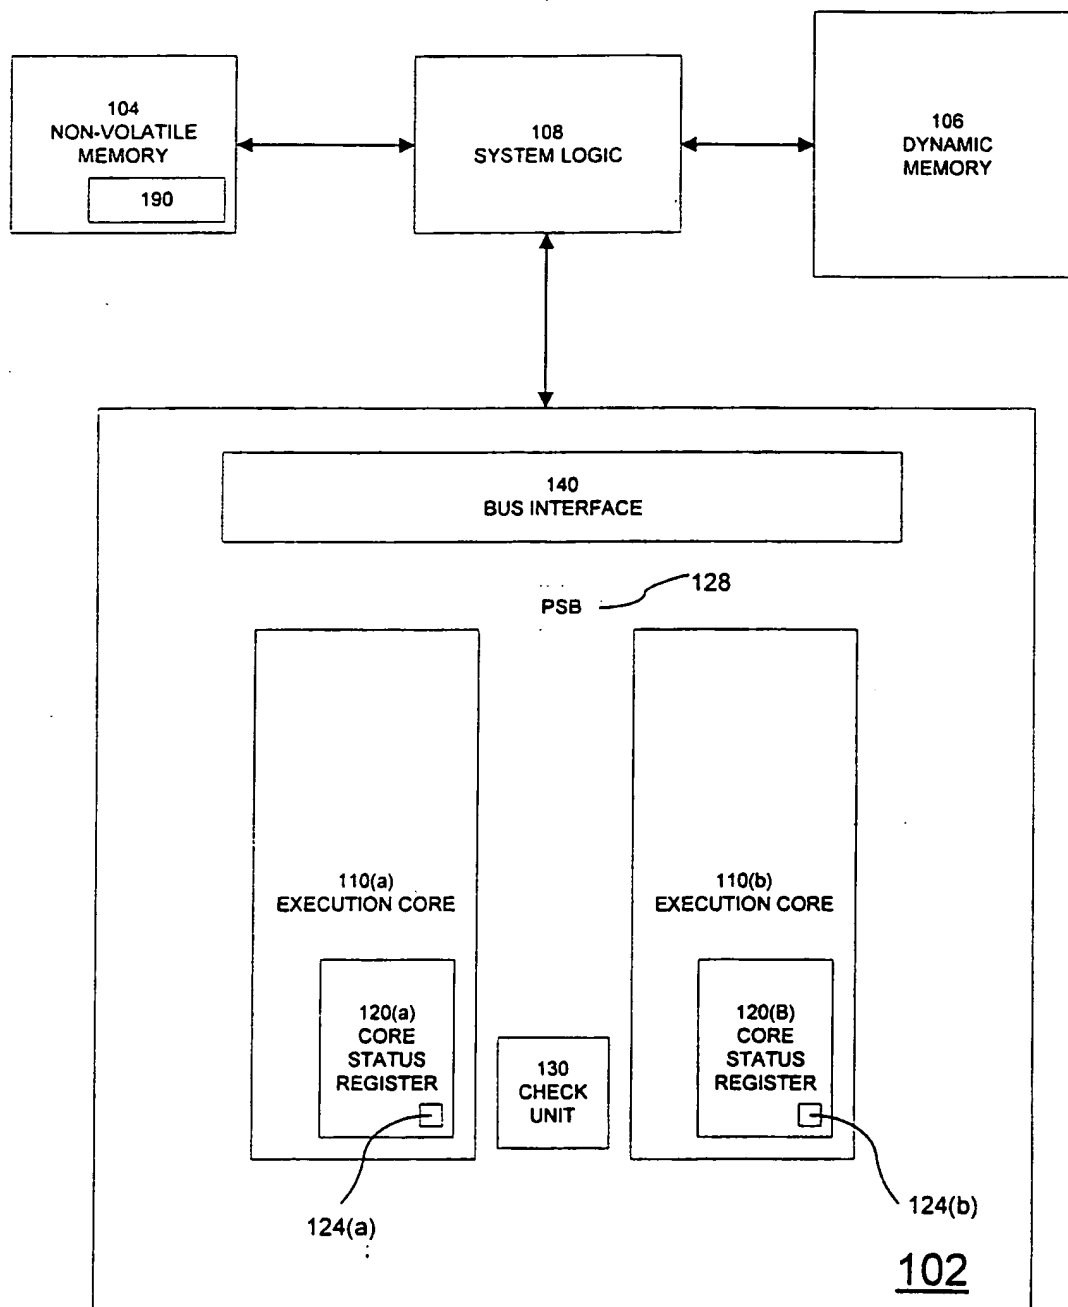 104
NON-VOLATILE
MEMORY
190
108
SYSTEM LOGIC
106
DYNAMIC
MEMORY
140
BUS INTERFACE
128
PSB
110(a)
EXECUTION CORE
110(b)
EXECUTION CORE
120(a)
CORE
STATUS
REGISTER
130
CHECK
UNIT
120(B)
CORE
STATUS
REGISTER
124(a)
124(b)
102